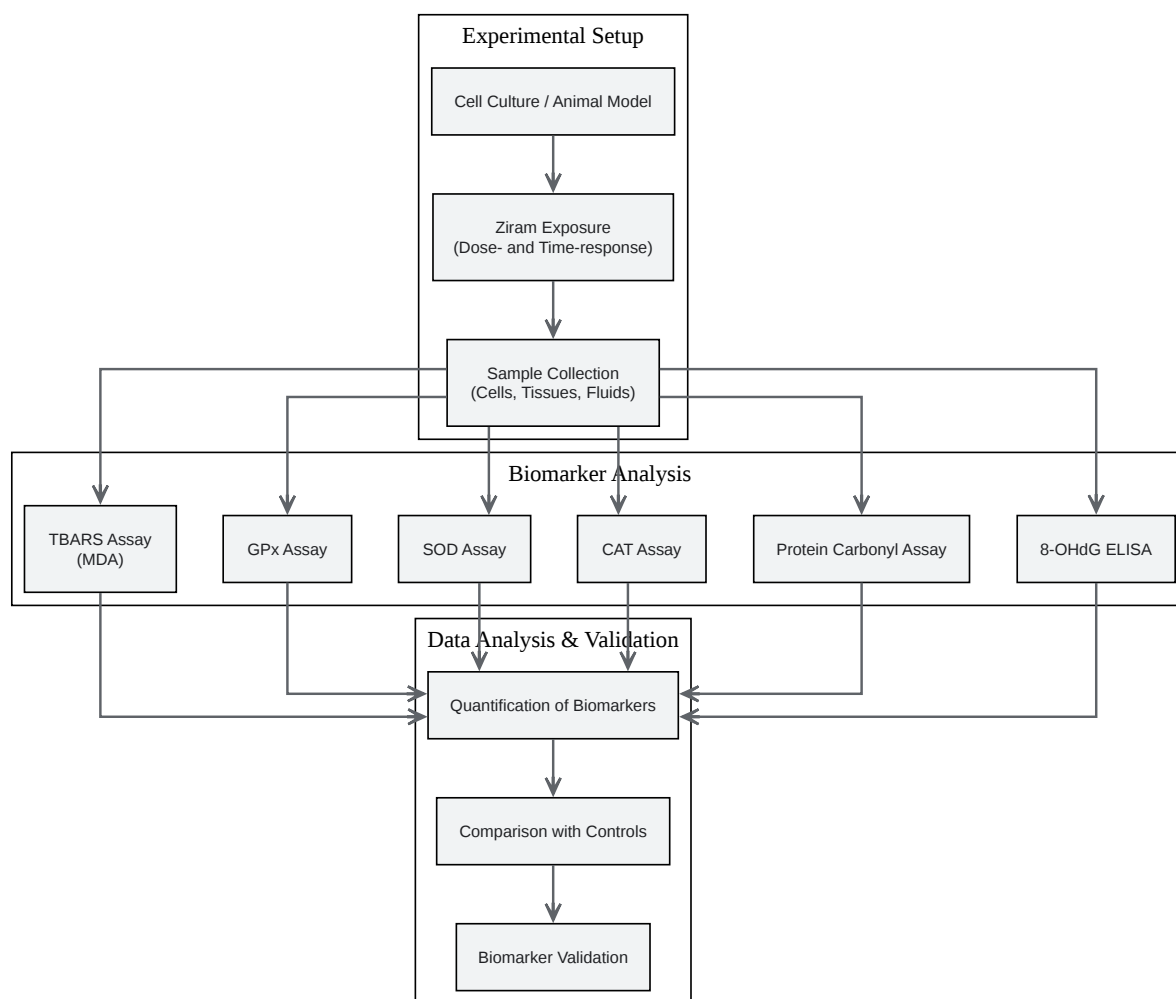 Experimental Setup
Cell Culture / Animal Model
Ziram Exposure
(Dose- and Time-response)
Sample Collection
(Cells, Tissues, Fluids)
Biomarker Analysis
TBARS Assay
(MDA)
GPx Assay
SOD Assay
CAT Assay
Protein Carbonyl Assay
8-OHdG ELISA
Data Analysis & Validation
Quantification of Biomarkers
Comparison with Controls
Biomarker Validation